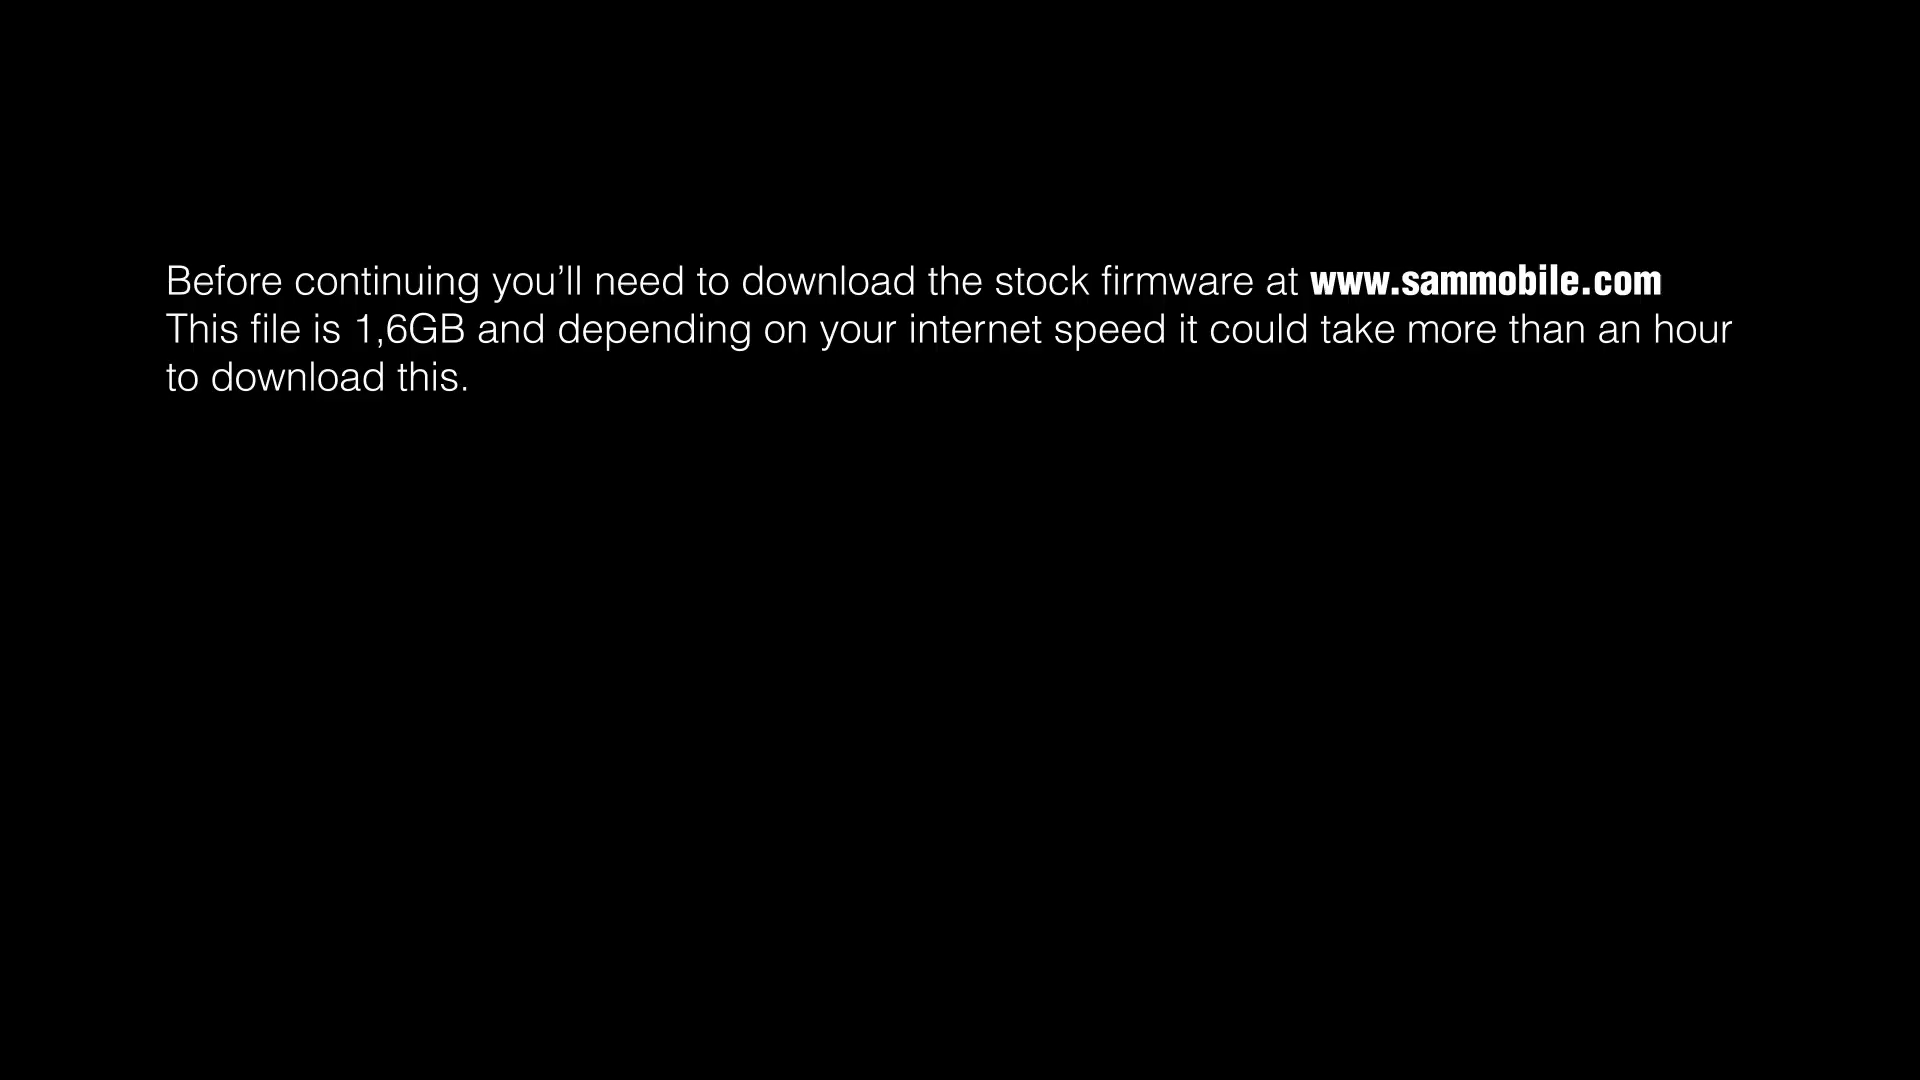 Before continuing you’ll need to download the stock firmware at www.sammobile.com
This file is 1,6GB and depending on your internet speed it could take more than an hour
to download this.